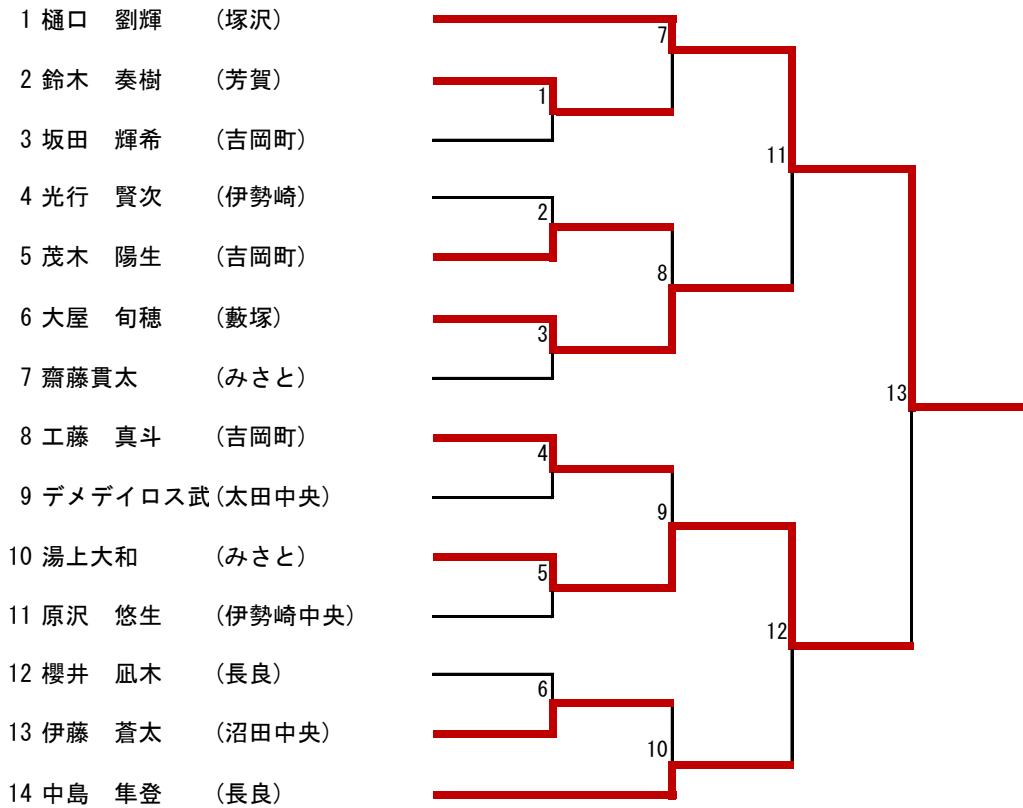 1 樋口　劉輝　(塚沢)
7
2 鈴木　奏樹　(芳賀)
1
3 坂田　輝希　(吉岡町)
11
4 光行　賢次　(伊勢崎)
2
5 茂木　陽生　(吉岡町)
8
6 大屋　旬穂　(藪塚)
3
7 齋藤貫太　(みさと)
13
8 工藤　真斗　(吉岡町)
4
9 デメデイロス武(太田中央)
9
10 湯上大和　(みさと)
5
11 原沢　悠生　(伊勢崎中央)
12
12 櫻井　凪木　(長良)
6
13 伊藤　蒼太　(沼田中央)
10
14 中島　隼登　(長良)